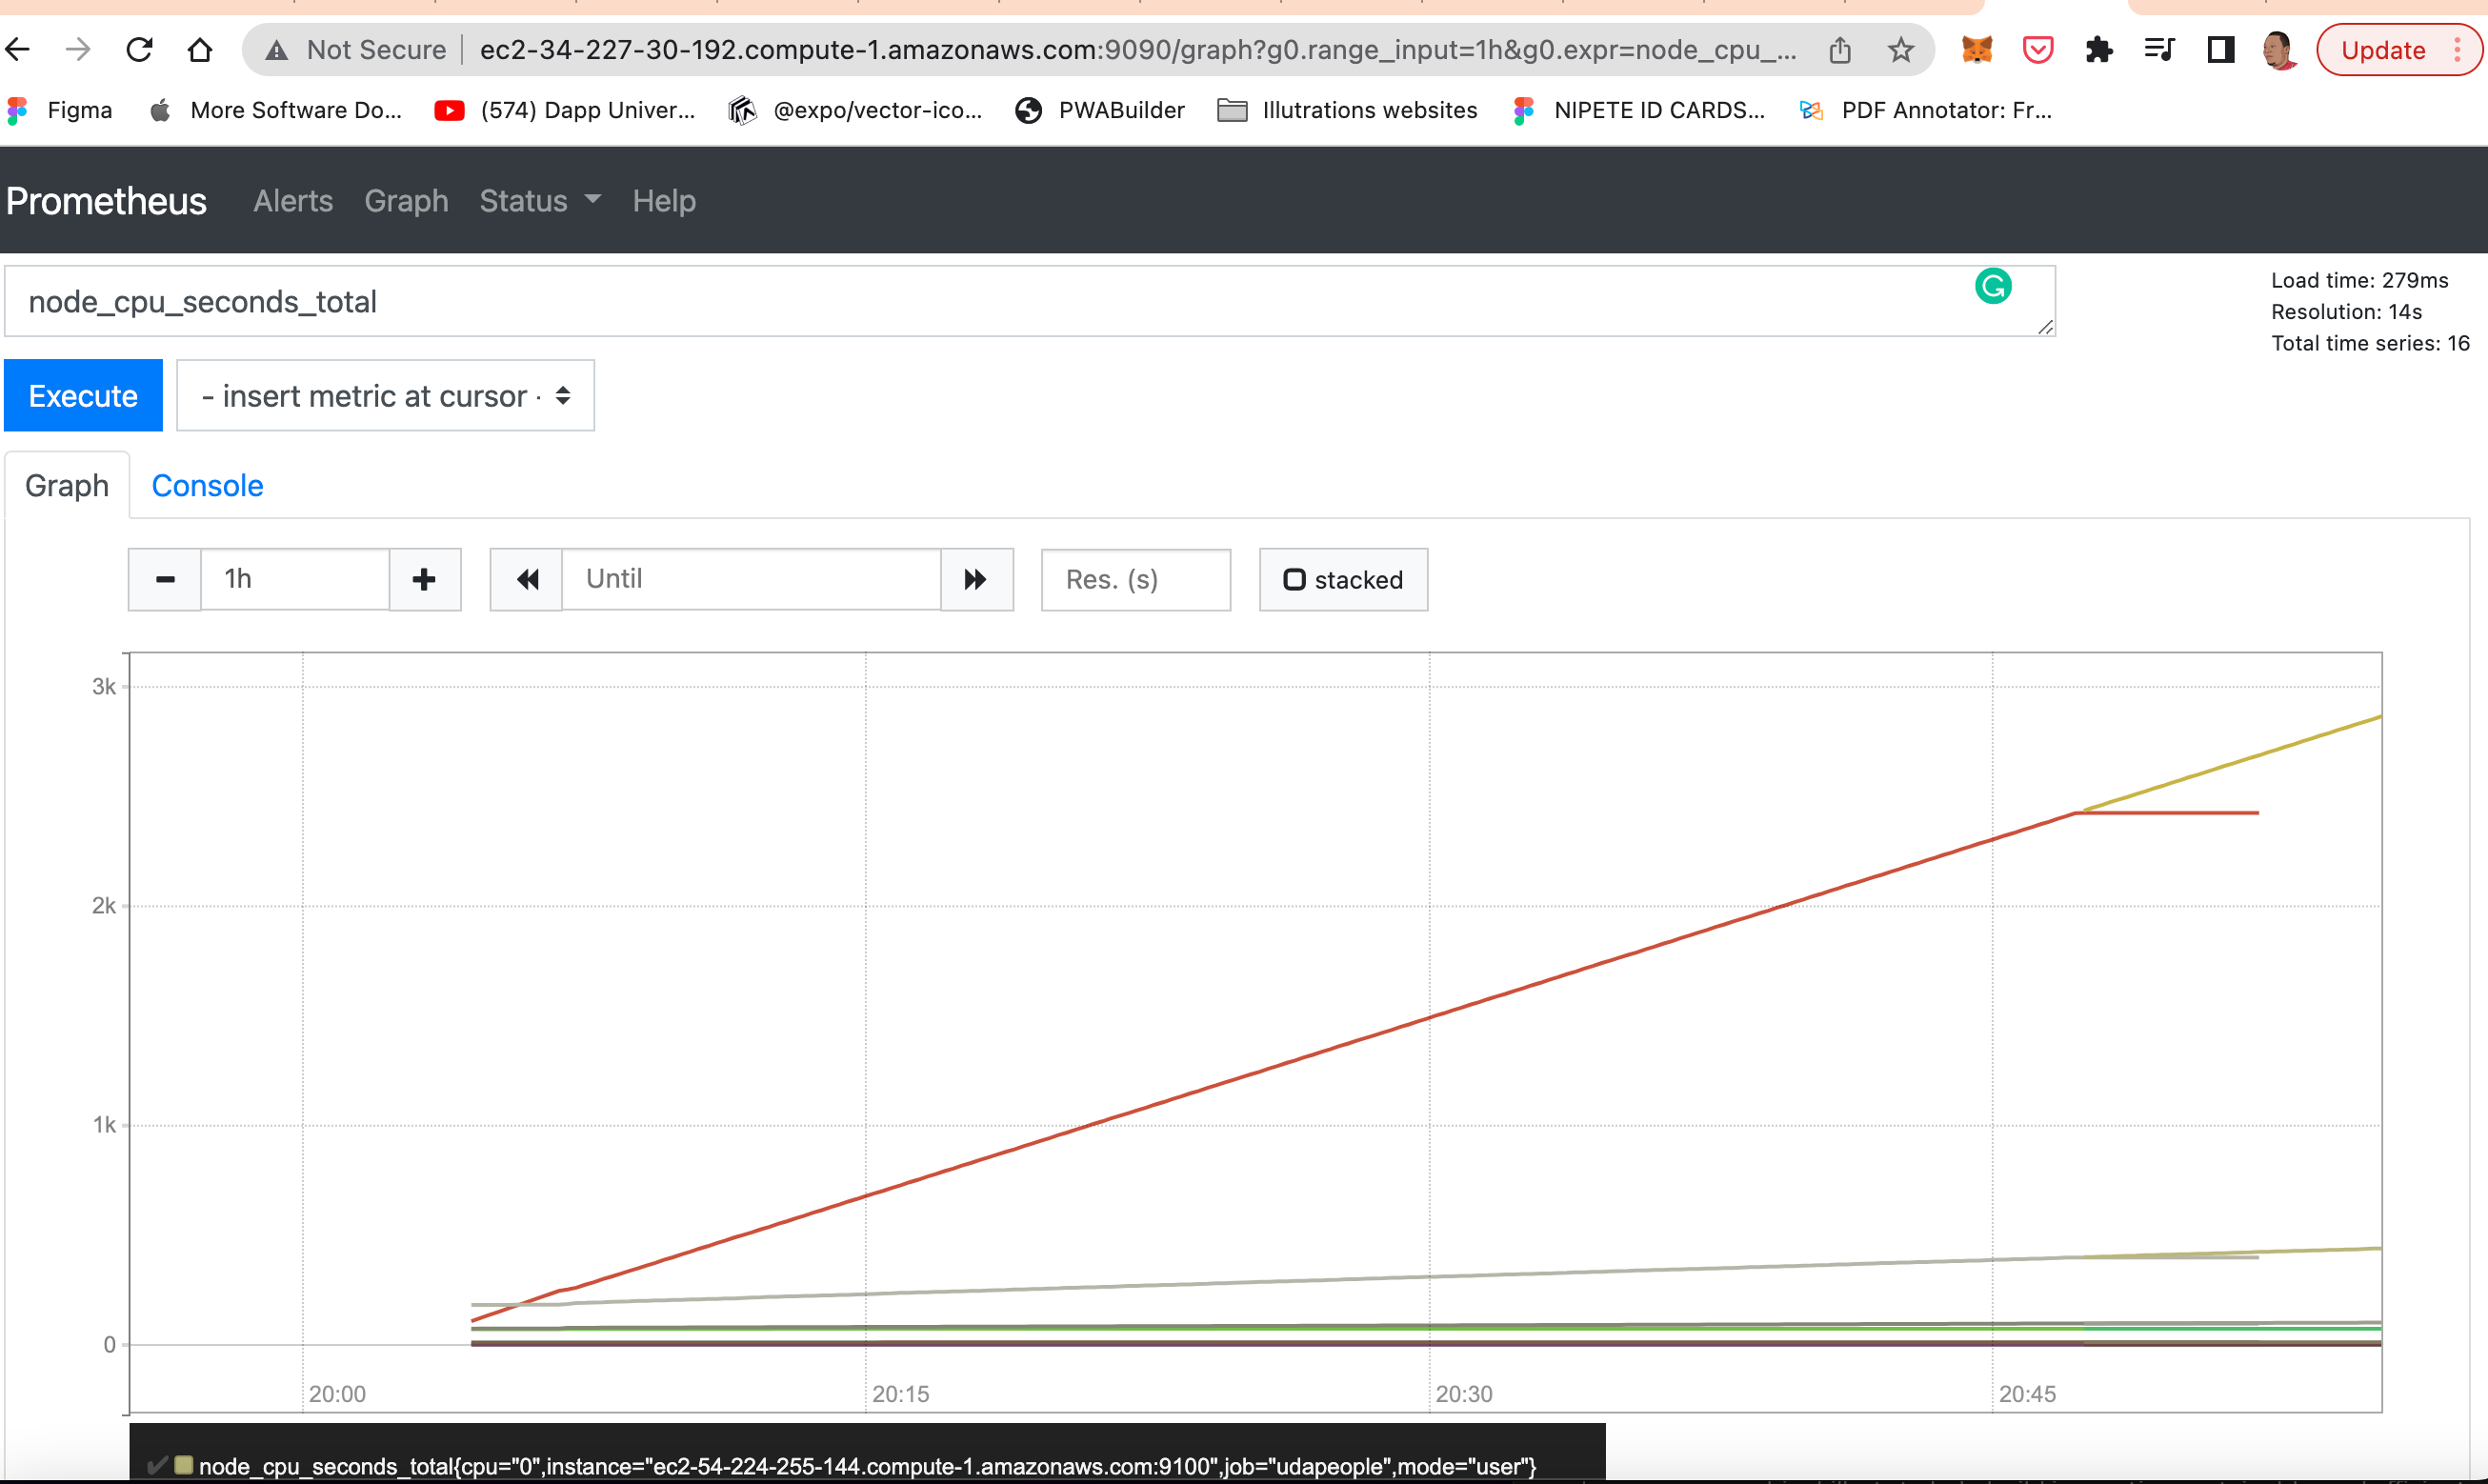 Not Secure ec2-34-227-30-192.compute-1.amazonaws.com:9090/graph?g0.range_input=1h&g0.expr=node_cpu_... Update
Figma More Software Do... (574) Dapp Univer... @expo/vector-ico... PWABuilder Illutrations websites NIPETE ID CARDS... PDF Annotator: Fr...
Prometheus Alerts Graph Status Help
node_cpu_seconds_total
Load time: 279ms
Resolution: 14s
Total time series: 16
Execute - insert metric at cursor -
Graph Console
1h Until Res. (s) stacked
3k
2k
1k
0
20:00 20:15 20:30 20:45
node_cpu_seconds_total{cpu="0",instance="ec2-54-224-255-144.compute-1.amazonaws.com:9100",job="udapeople",mode="user"}